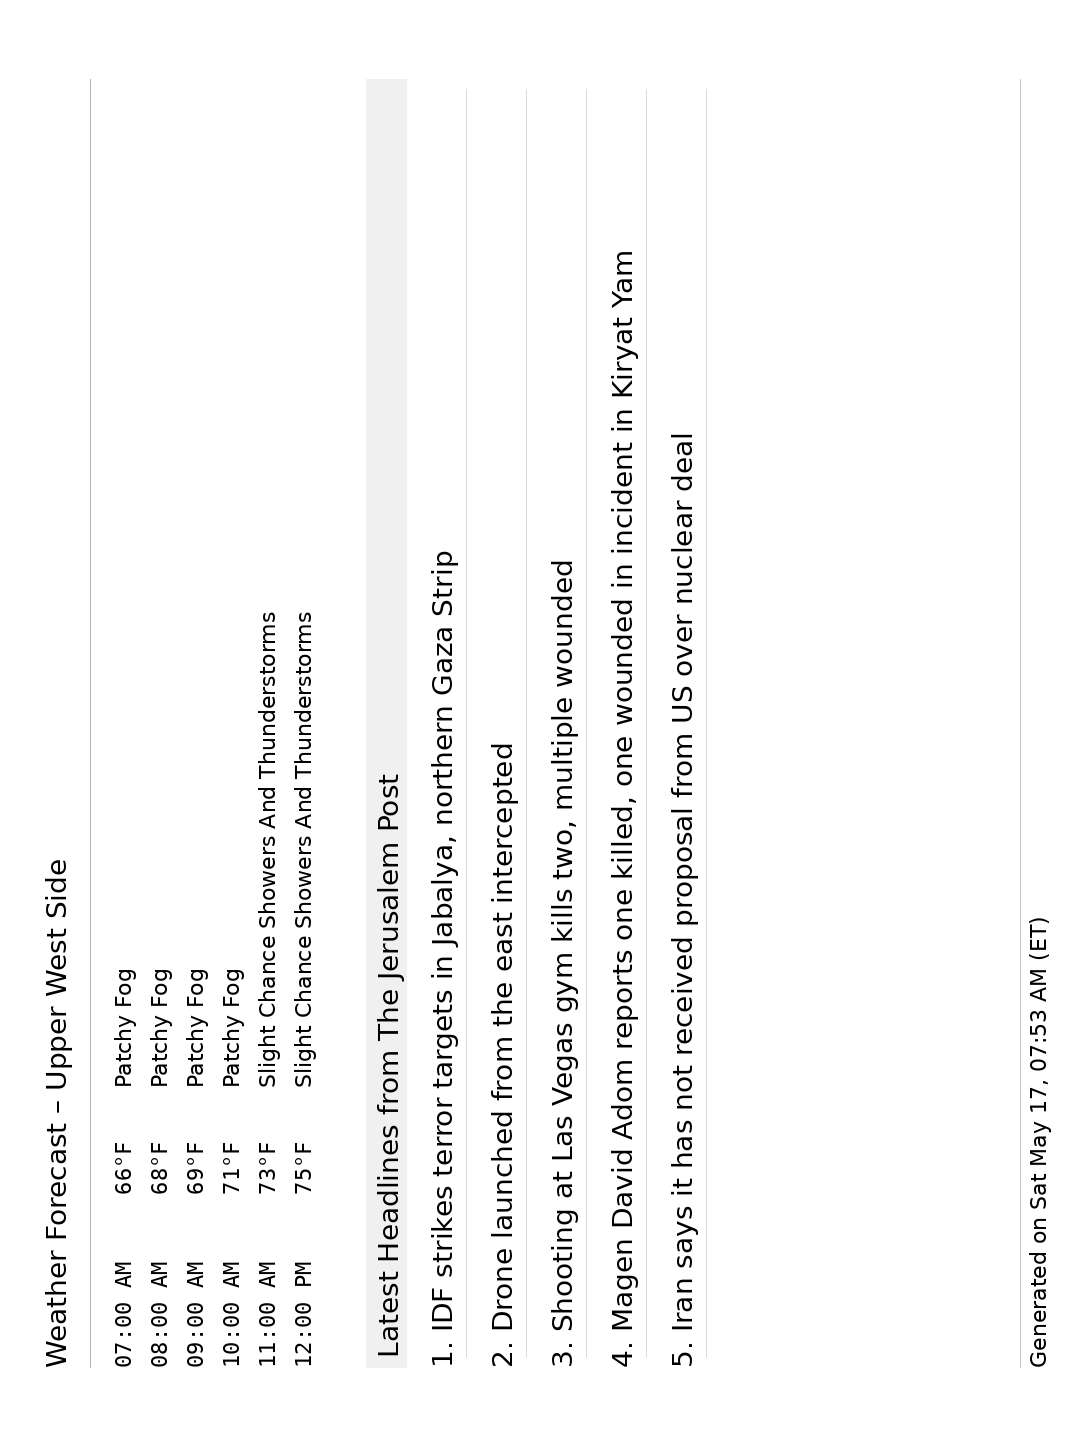 Weather Forecast – Upper West Side
07:00 AM 66°F Patchy Fog
08:00 AM 68°F Patchy Fog
09:00 AM 69°F Patchy Fog
10:00 AM 71°F Patchy Fog
11:00 AM 73°F Slight Chance Showers And Thunderstorms
12:00 PM 75°F Slight Chance Showers And Thunderstorms
Latest Headlines from The Jerusalem Post
1. IDF strikes terror targets in Jabalya, northern Gaza Strip
2. Drone launched from the east intercepted
3. Shooting at Las Vegas gym kills two, multiple wounded
4. Magen David Adom reports one killed, one wounded in incident in Kiryat Yam
5. Iran says it has not received proposal from US over nuclear deal
Generated on Sat May 17, 07:53 AM (ET)